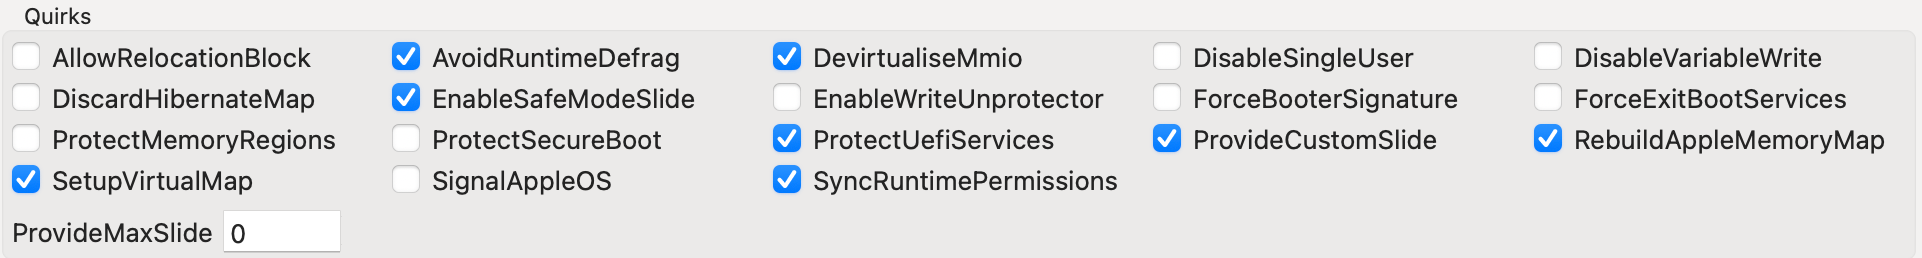 Quirks
AllowRelocationBlock AvoidRuntimeDefrag DevirtualiseMmio DisableSingleUser DisableVariableWrite
DiscardHibernateMap EnableSafeModeSlide EnableWriteUnprotector ForceBooterSignature ForceExitBootServices
ProtectMemoryRegions ProtectSecureBoot ProtectUefiServices ProvideCustomSlide RebuildAppleMemoryMap
SetupVirtualMap SignalAppleOS SyncRuntimePermissions
ProvideMaxSlide 0